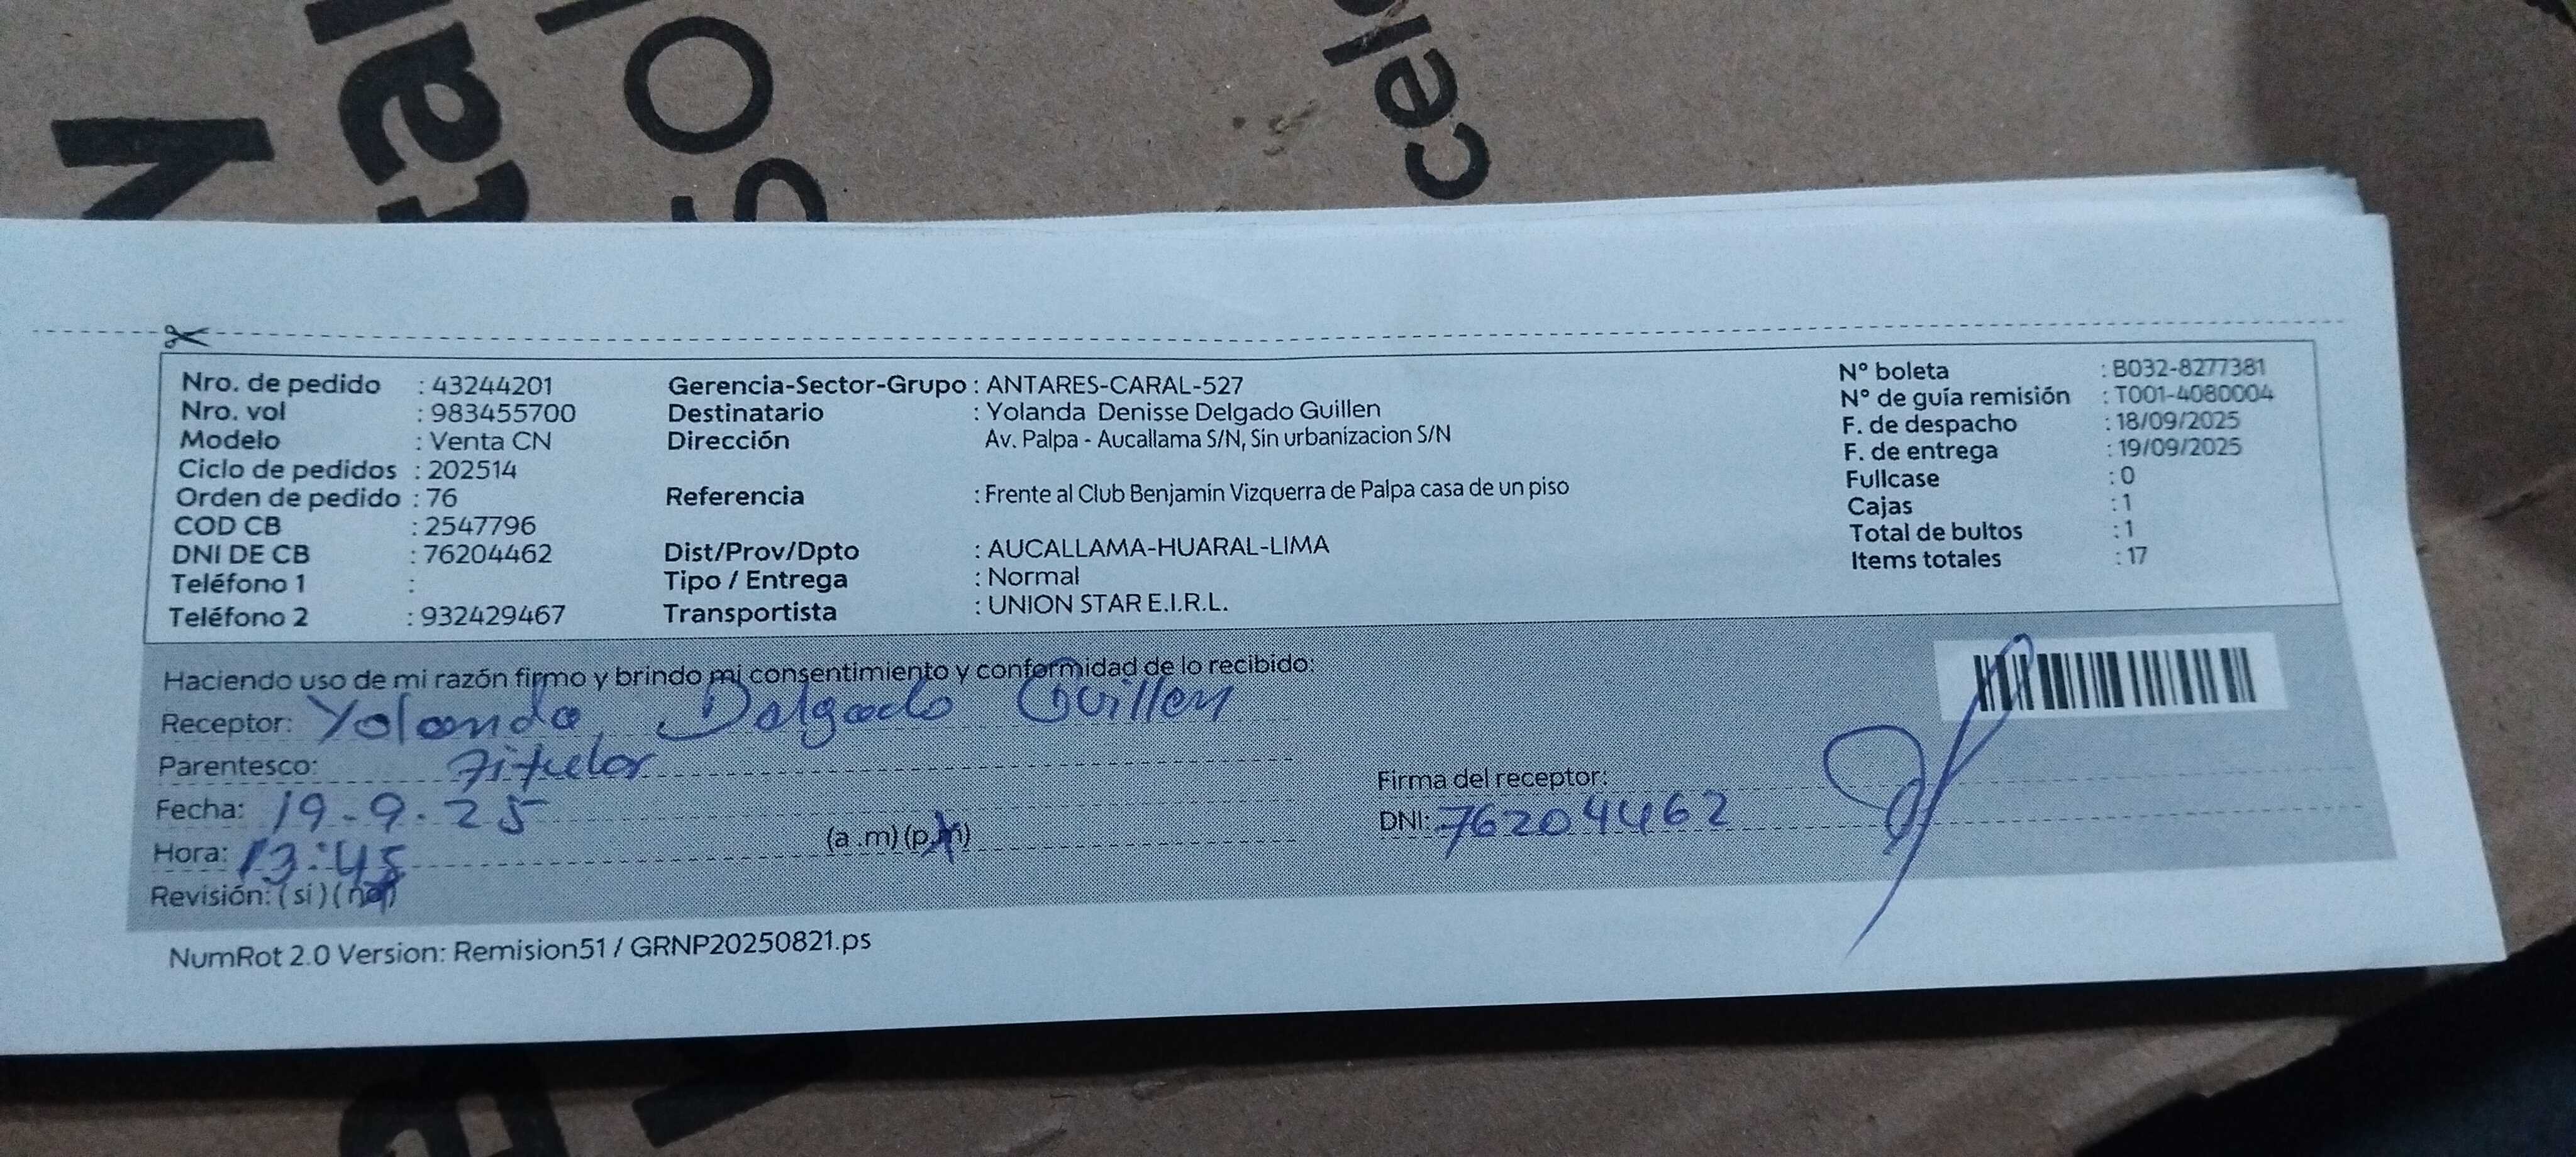 N
tal
so
celo
Nro. de pedido : 43244201
Nro. vol : 983455700
Modelo : Venta CN
Ciclo de pedidos : 202514
Orden de pedido : 76
COD CB : 2547796
DNI DE CB : 76204462
Teléfono 1 :
Teléfono 2 : 932429467
Gerencia-Sector-Grupo : ANTARES-CARAL-527
Destinatario : Yolanda Denisse Delgado Guillen
Dirección Av. Palpa - Aucallama S/N, Sin urbanizacion S/N
Referencia : Frente al Club Benjamin Vizquerra de Palpa casa de un piso
Dist/Prov/Dpto : AUCALLAMA-HUARAL-LIMA
Tipo / Entrega : Normal
Transportista : UNION STAR E.I.R.L.
N° boleta : B032-8277381
N° de guía remisión : T001-4080004
F. de despacho : 18/09/2025
F. de entrega : 19/09/2025
Fullcase : 0
Cajas : 1
Total de bultos : 1
Items totales : 17
Haciendo uso de mi razón firmo y brindo mi consentimiento y conformidad de lo recibido:
Receptor: Yolanda Delgado Guillen
Parentesco: Titular
Fecha: 19-9-25
Hora: 13:45 (a.m) (p.m)
Revisión: (si) (no)
Firma del receptor:
DNI: 76204462
NumRot 2.0 Version: Remision51 / GRNP20250821.ps